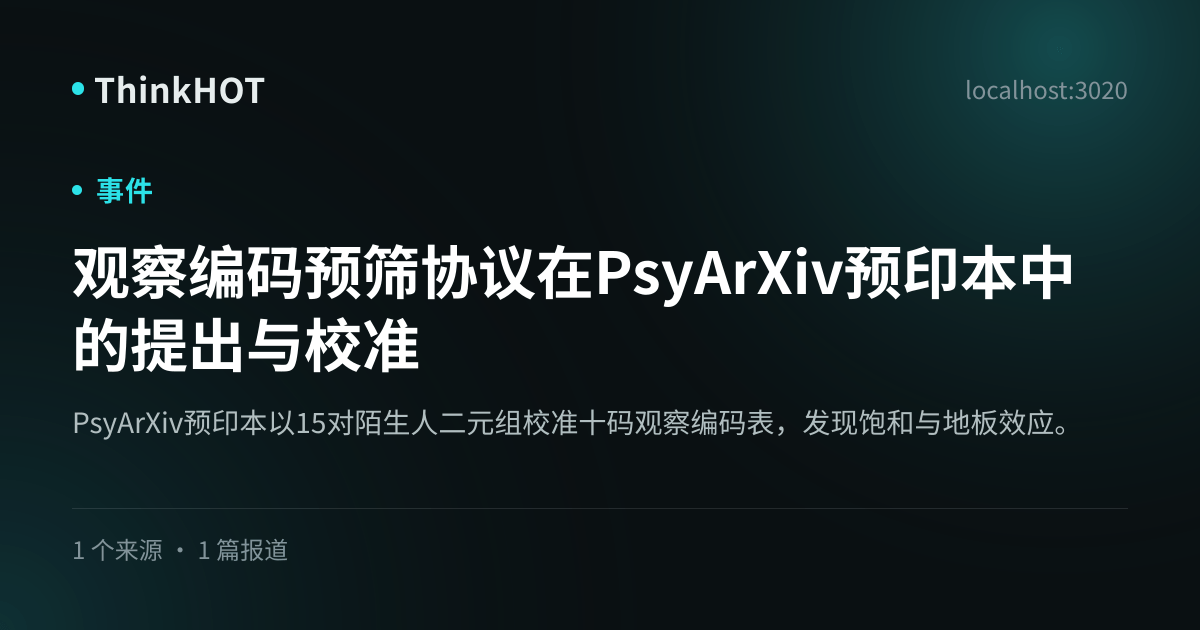 ThinkHOT
localhost:3020
事件
观察编码预筛协议在PsyArXiv预印本中
的提出与校准
PsyArXiv预印本以15对陌生人二元组校准十码观察编码表，发现饱和与地板效应。
1 个来源 · 1 篇报道